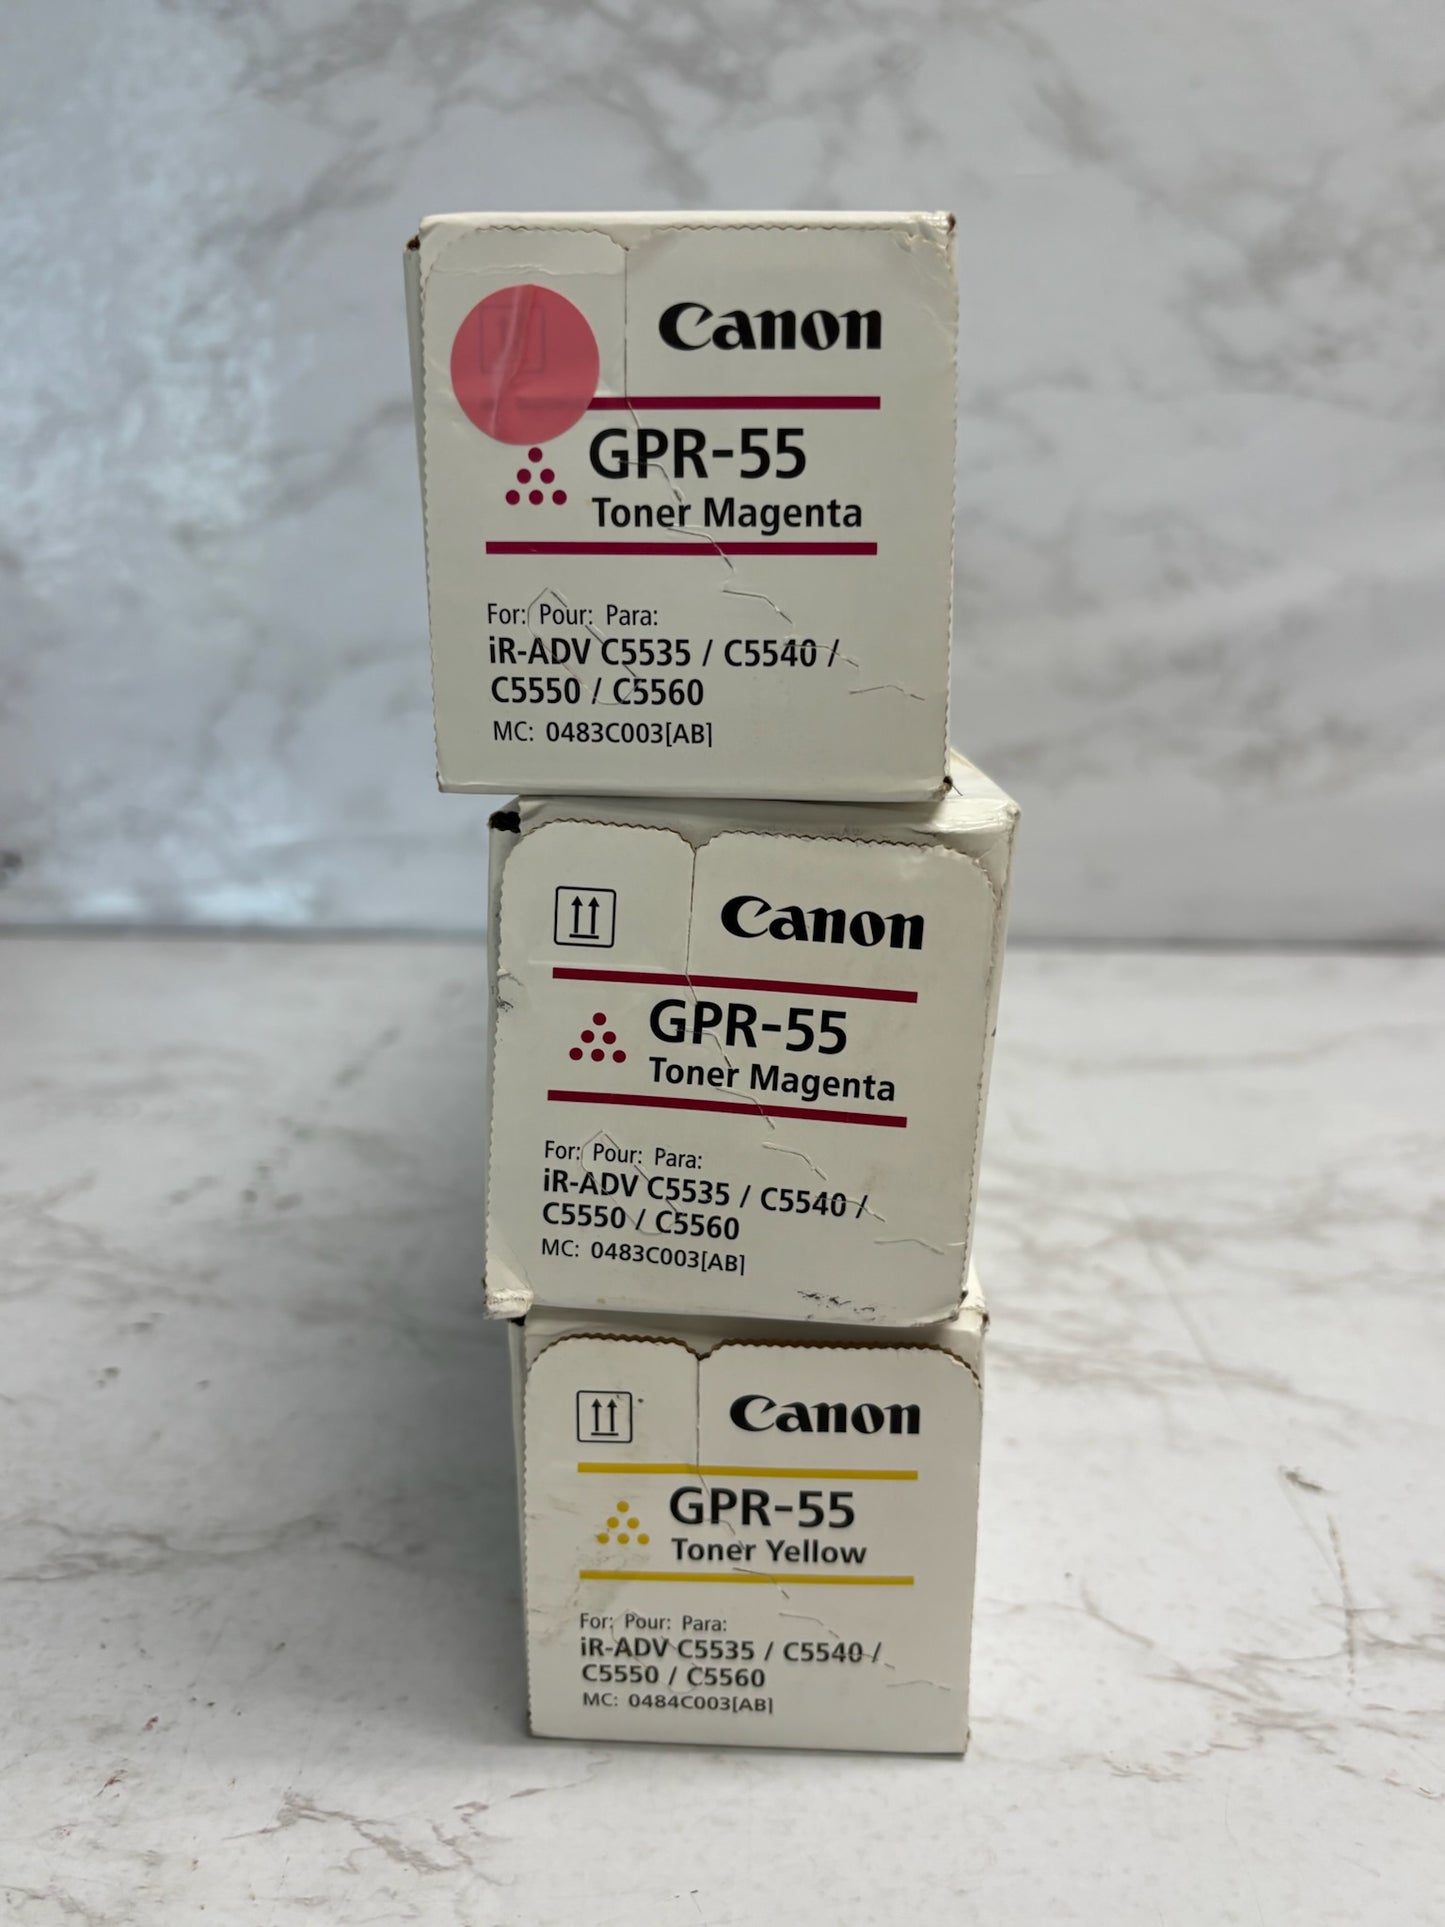 Canon
GPR-55
Toner Magenta
For: Pour: Para:
iR-ADV C5535 / C5540 /
C5550 / C5560
MC: 0483C003[AB]
Canon
GPR-55
Toner Magenta
For: Pour: Para:
iR-ADV C5535 / C5540 /
C5550 / C5560
MC: 0483C003[AB]
Canon
GPR-55
Toner Yellow
For: Pour: Para:
iR-ADV C5535 / C5540 /
C5550 / C5560
MC: 0484C003[AB]